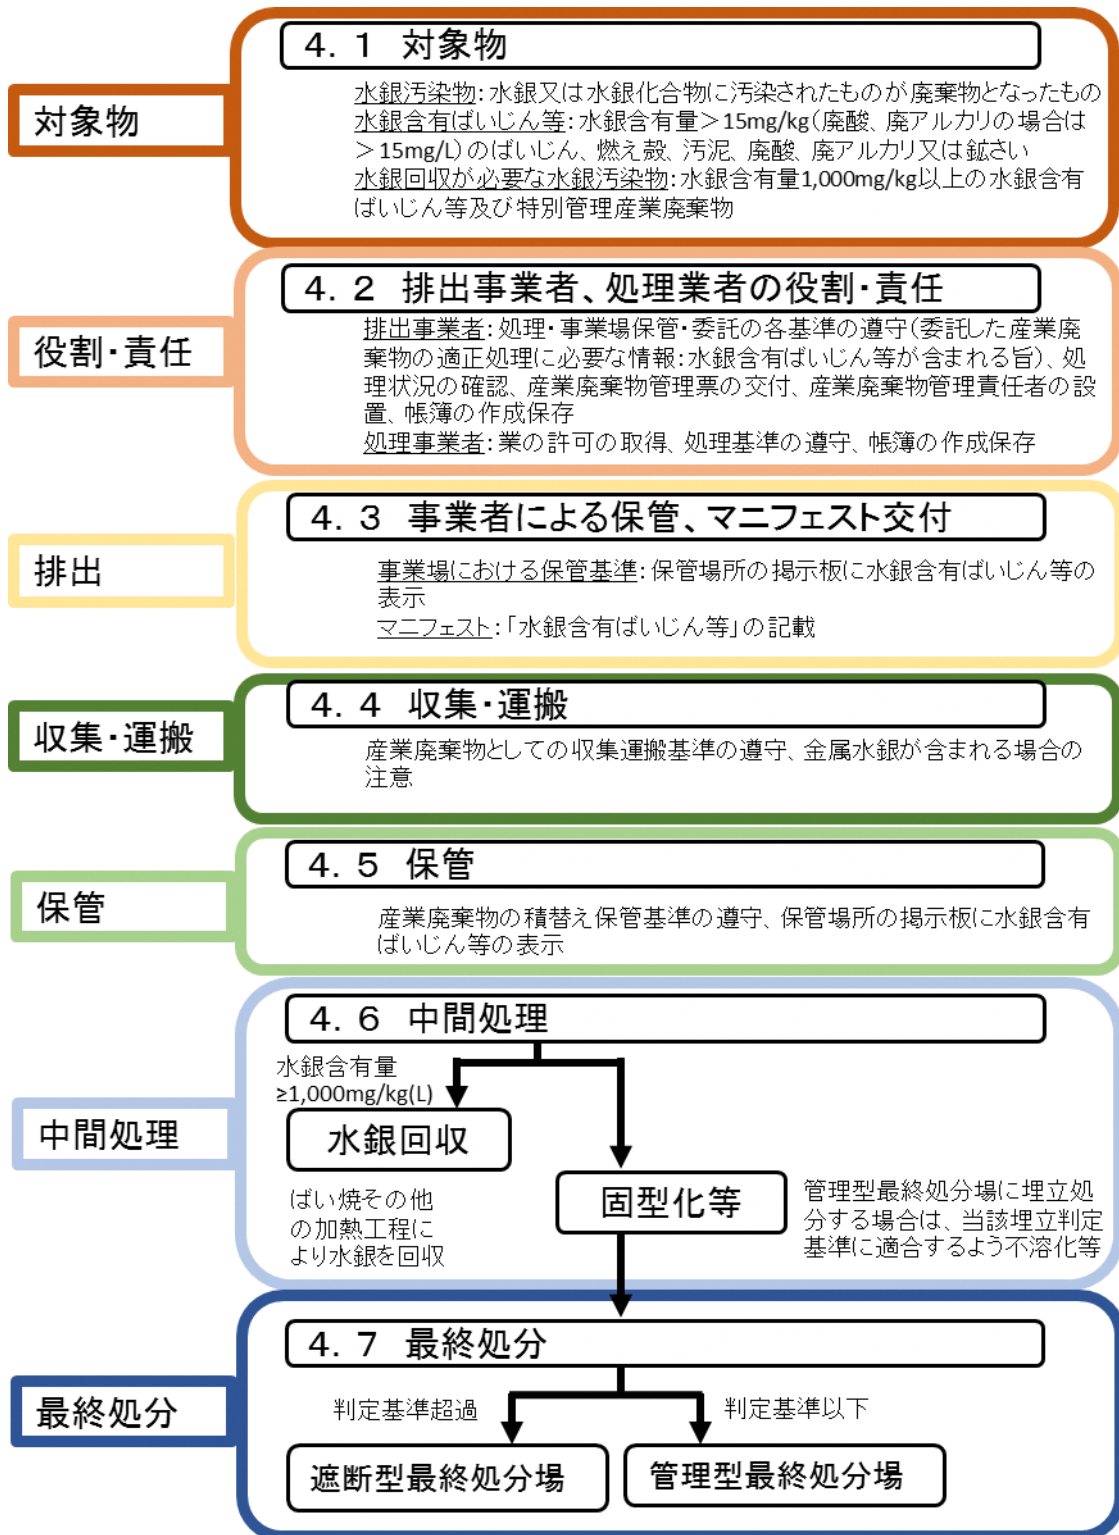 対象物
4. 1 対象物
水銀汚染物:水銀又は水銀化合物に汚染されたものが廃棄物となったもの
水銀含有ばいじん等:水銀含有量>15mg/kg(廃酸、廃アルカリの場合は
>15mg/L)のばいじん、燃え殻、汚泥、廃酸、廃アルカリ又は鉱さい
水銀回収が必要な水銀汚染物:水銀含有量1,000mg/kg以上の水銀含有
ばいじん等及び特別管理産業廃棄物
役割・責任
4. 2 排出事業者、処理業者の役割・責任
排出事業者:処理・事業場保管・委託の各基準の遵守(委託した産業廃
棄物の適正処理に必要な情報:水銀含有ばいじん等が含まれる旨)、処
理状況の確認、産業廃棄物管理票の交付、産業廃棄物管理責任者の設
置、帳簿の作成保存
処理事業者:業の許可の取得、処理基準の遵守、帳簿の作成保存
排出
4. 3 事業者による保管、マニフェスト交付
事業場における保管基準:保管場所の掲示板に水銀含有ばいじん等の
表示
マニフェスト:「水銀含有ばいじん等」の記載
収集・運搬
4. 4 収集・運搬
産業廃棄物としての収集運搬基準の遵守、金属水銀が含まれる場合の
注意
保管
4. 5 保管
産業廃棄物の積替え保管基準の遵守、保管場所の掲示板に水銀含有
ばいじん等の表示
中間処理
4. 6 中間処理
水銀含有量
≥1,000mg/kg(L)
水銀回収
ばい焼その他
の加熱工程に
より水銀を回収
固型化等
管理型最終処分場に埋立処
分する場合は、当該埋立判定
基準に適合するよう不溶化等
最終処分
4. 7 最終処分
判定基準超過
判定基準以下
遮断型最終処分場
管理型最終処分場